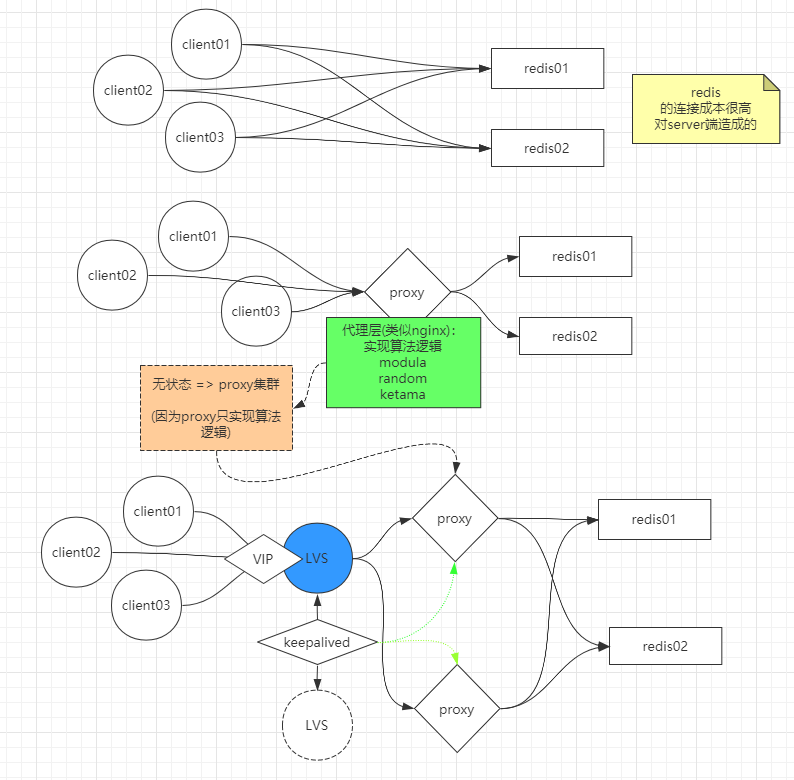 client01
client02
client03
redis01
redis02
redis
的连接成本很高
对server端造成的
client01
client02
client03
proxy
redis01
redis02
代理层(类似nginx)：
实现算法逻辑
modula
random
ketama
无状态 => proxy集群
(因为proxy只实现算法
逻辑)
client01
client02
client03
VIP
LVS
proxy
redis01
keepalived
redis02
proxy
LVS